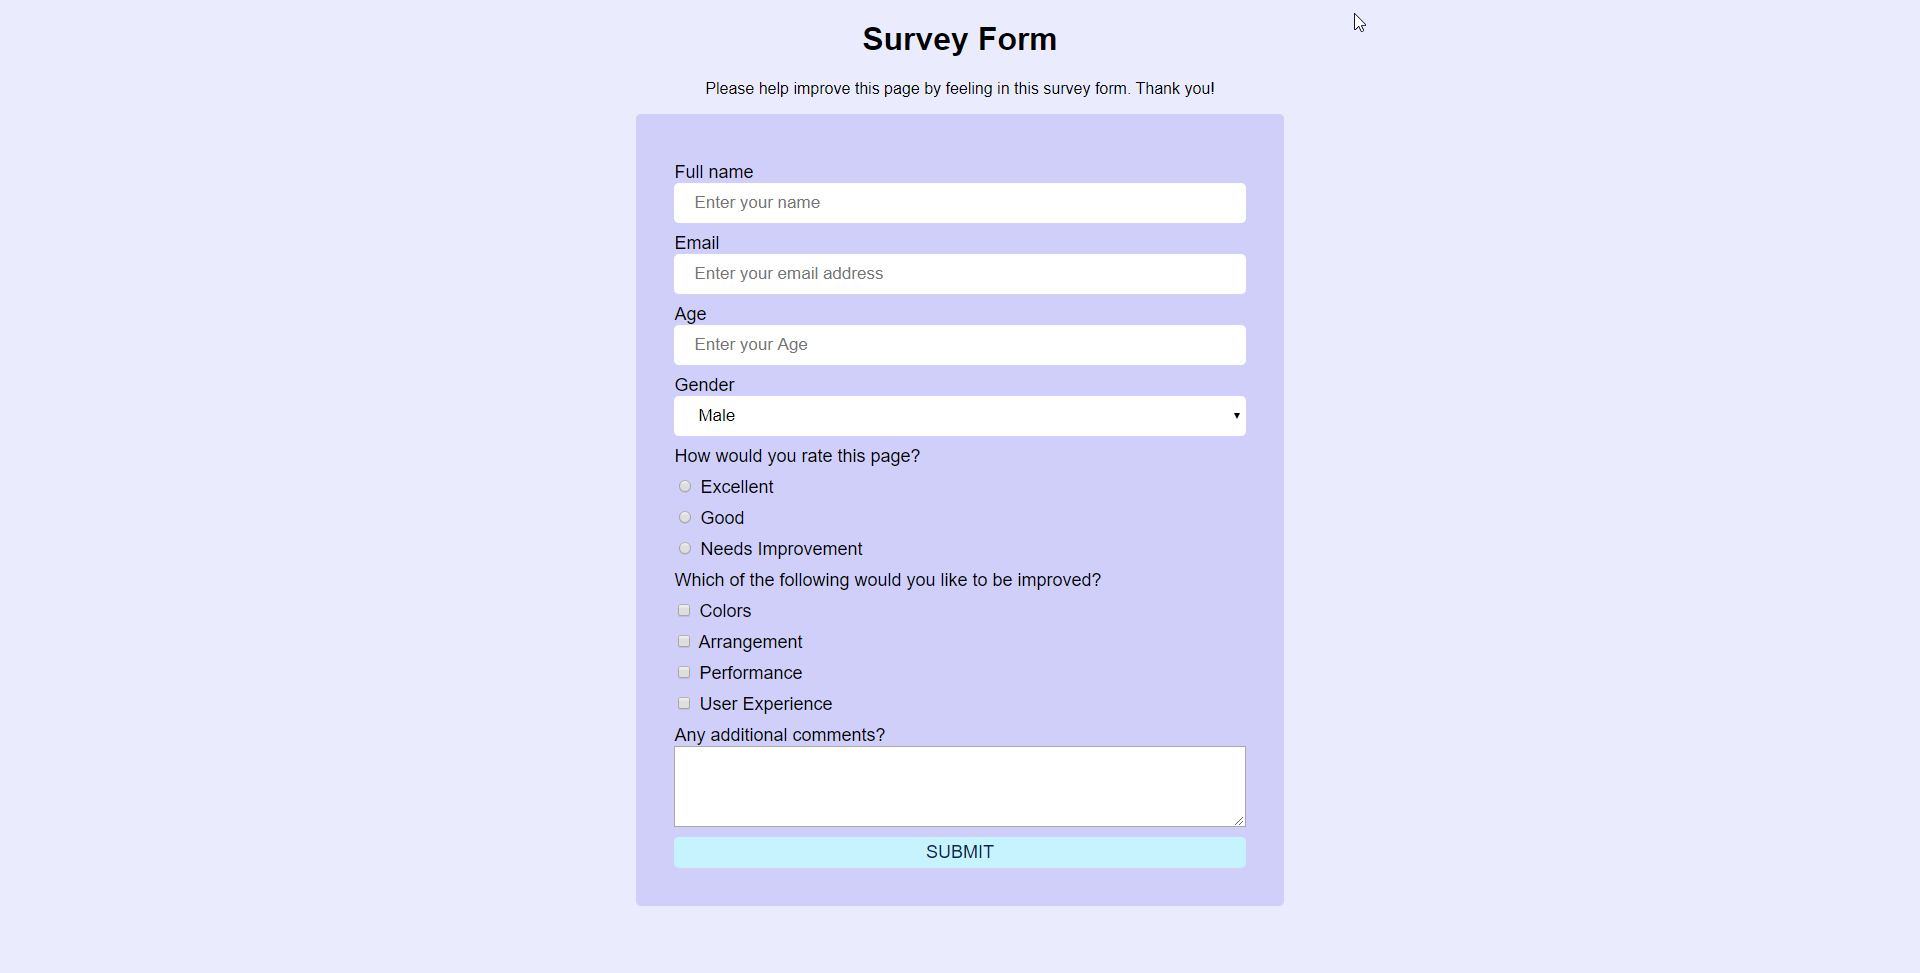 Survey Form
Please help improve this page by feeling in this survey form. Thank you!
Full name
Enter your name
Email
Enter your email address
Age
Enter your Age
Gender
Male
How would you rate this page?
Excellent
Good
Needs Improvement
Which of the following would you like to be improved?
Colors
Arrangement
Performance
User Experience
Any additional comments?
SUBMIT